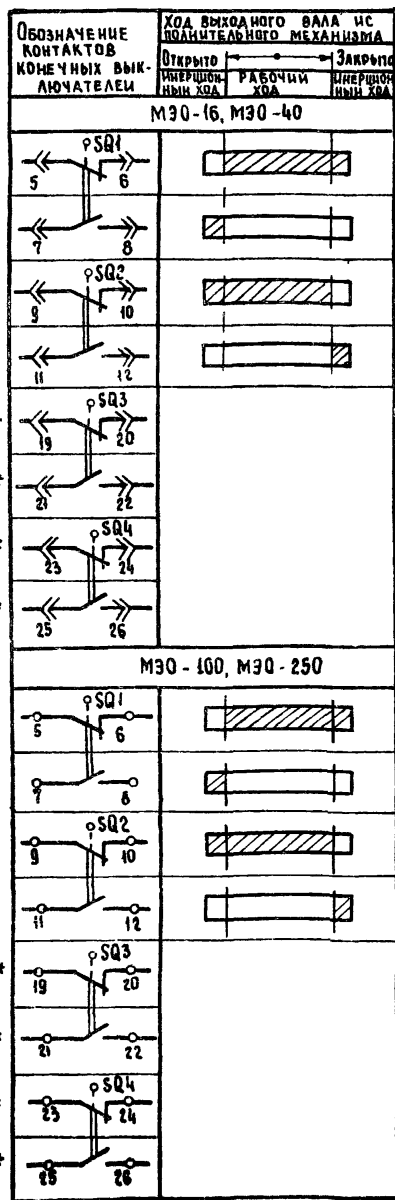 Обозначение
контактов
конечных вык-
лючателей
Ход выходного вала ис
полнительного механизма
Открыто
Закрыто
Инерцион
ный ход
Рабочий
ход
Инерцион
ный ход
МЭО-16, МЭО-40
SQ1
5 6
7 8
SQ2
9 10
11 12
SQ3
19 20
21 22
SQ4
23 24
25 26
МЭО-100, МЭО-250
SQ1
5 6
7 8
SQ2
9 10
11 12
SQ3
* 19 20
21 22
SQ4
23 24
* 25 26